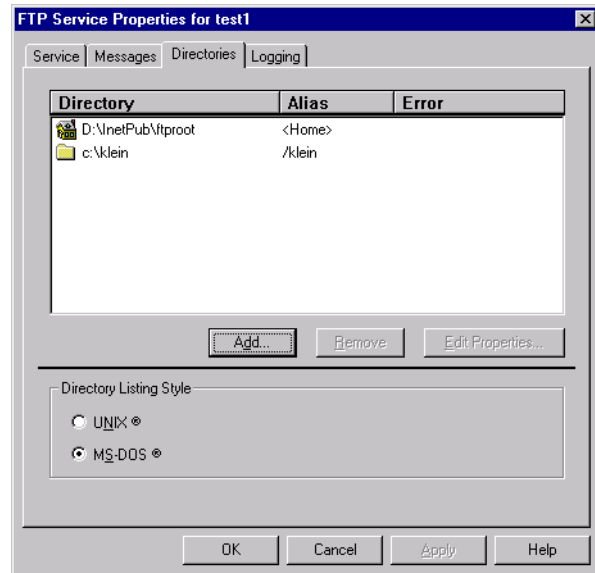 FTP Service Properties for test1
Service Messages Directories Logging
Directory Alias Error
D:\InetPub\ftproot <Home>
c:\klein /klein
Add... Remove Edit Properties...
Directory Listing Style
UNIX ®
MS-DOS ®
OK Cancel Apply Help